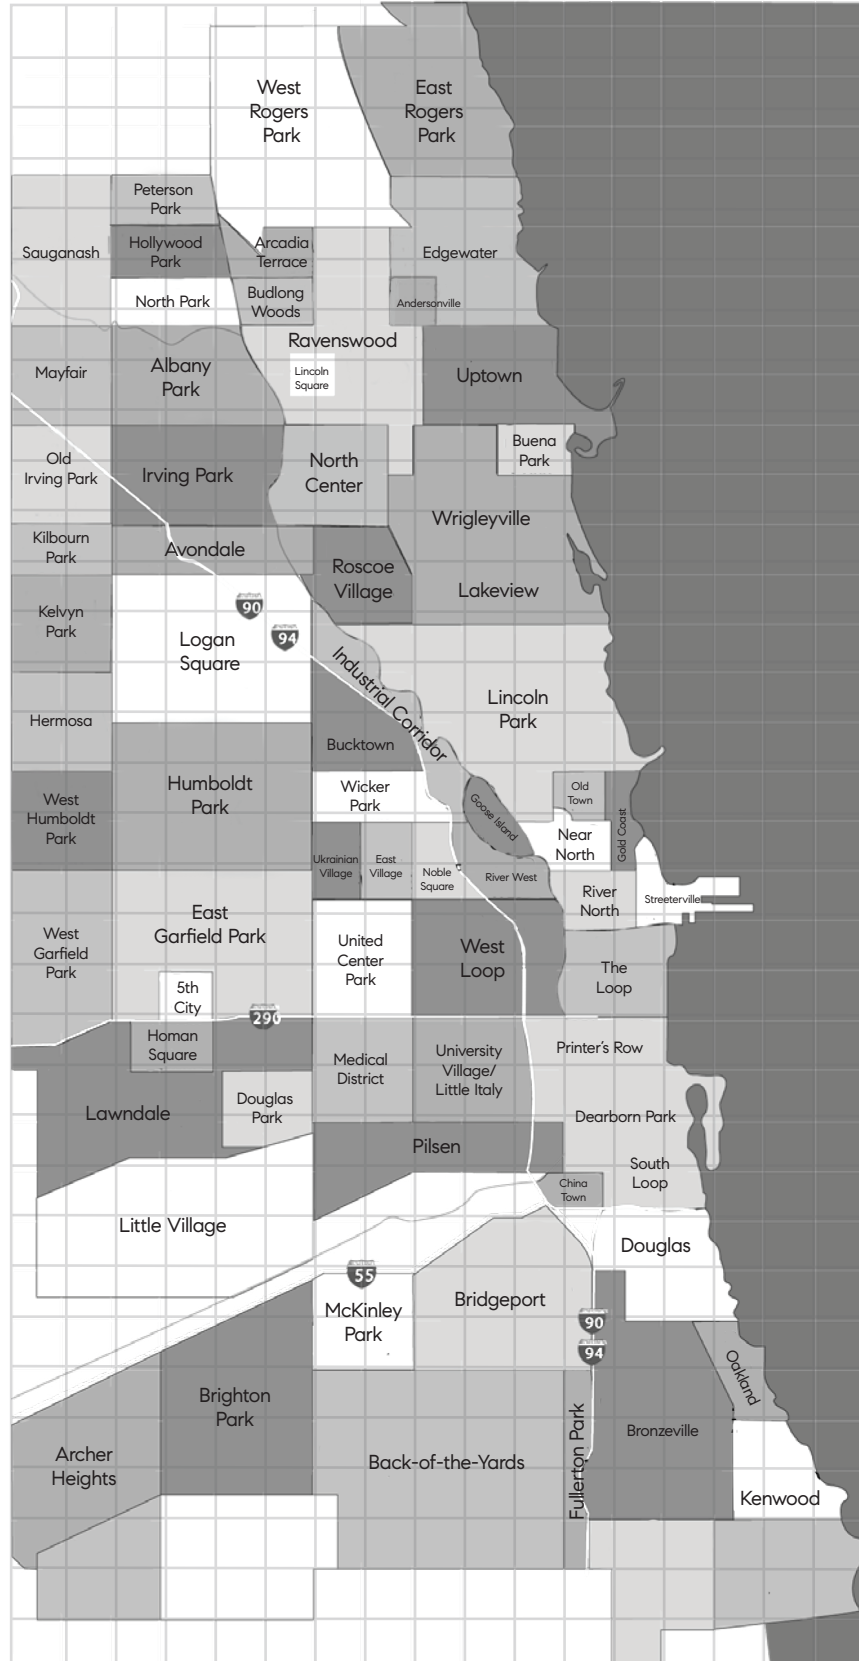 West
Rogers
Park
East
Rogers
Park
Peterson
Park
Sauganash
Hollywood
Park
Arcadia
Terrace
Edgewater
North Park
Budlong
Woods
Andersonville
Ravenswood
Mayfair
Albany
Park
Lincoln
Square
Uptown
Old
Irving Park
Irving Park
North
Center
Buena
Park
Wrigleyville
Kilbourn
Park
Avondale
Roscoe
Village
Lakeview
Kelvyn
Park
90
94
Logan
Square
Industrial Corridor
Lincoln
Park
Hermosa
Bucktown
West
Humboldt
Park
Humboldt
Park
Wicker
Park
Goose Island
Old
Town
Gold Coast
Near
North
Ukrainian
Village
East
Village
Noble
Square
River West
River
North
Streeterville
West
Garfield
Park
East
Garfield Park
United
Center
Park
West
Loop
The
Loop
5th
City
290
Homan
Square
Medical
District
University
Village/
Little Italy
Printer's Row
Lawndale
Douglas
Park
Dearborn Park
Pilsen
South
Loop
China
Town
Little Village
Douglas
55
McKinley
Park
Bridgeport
90
94
Oakland
Brighton
Park
Fullerton Park
Bronzeville
Archer
Heights
Back-of-the-Yards
Kenwood